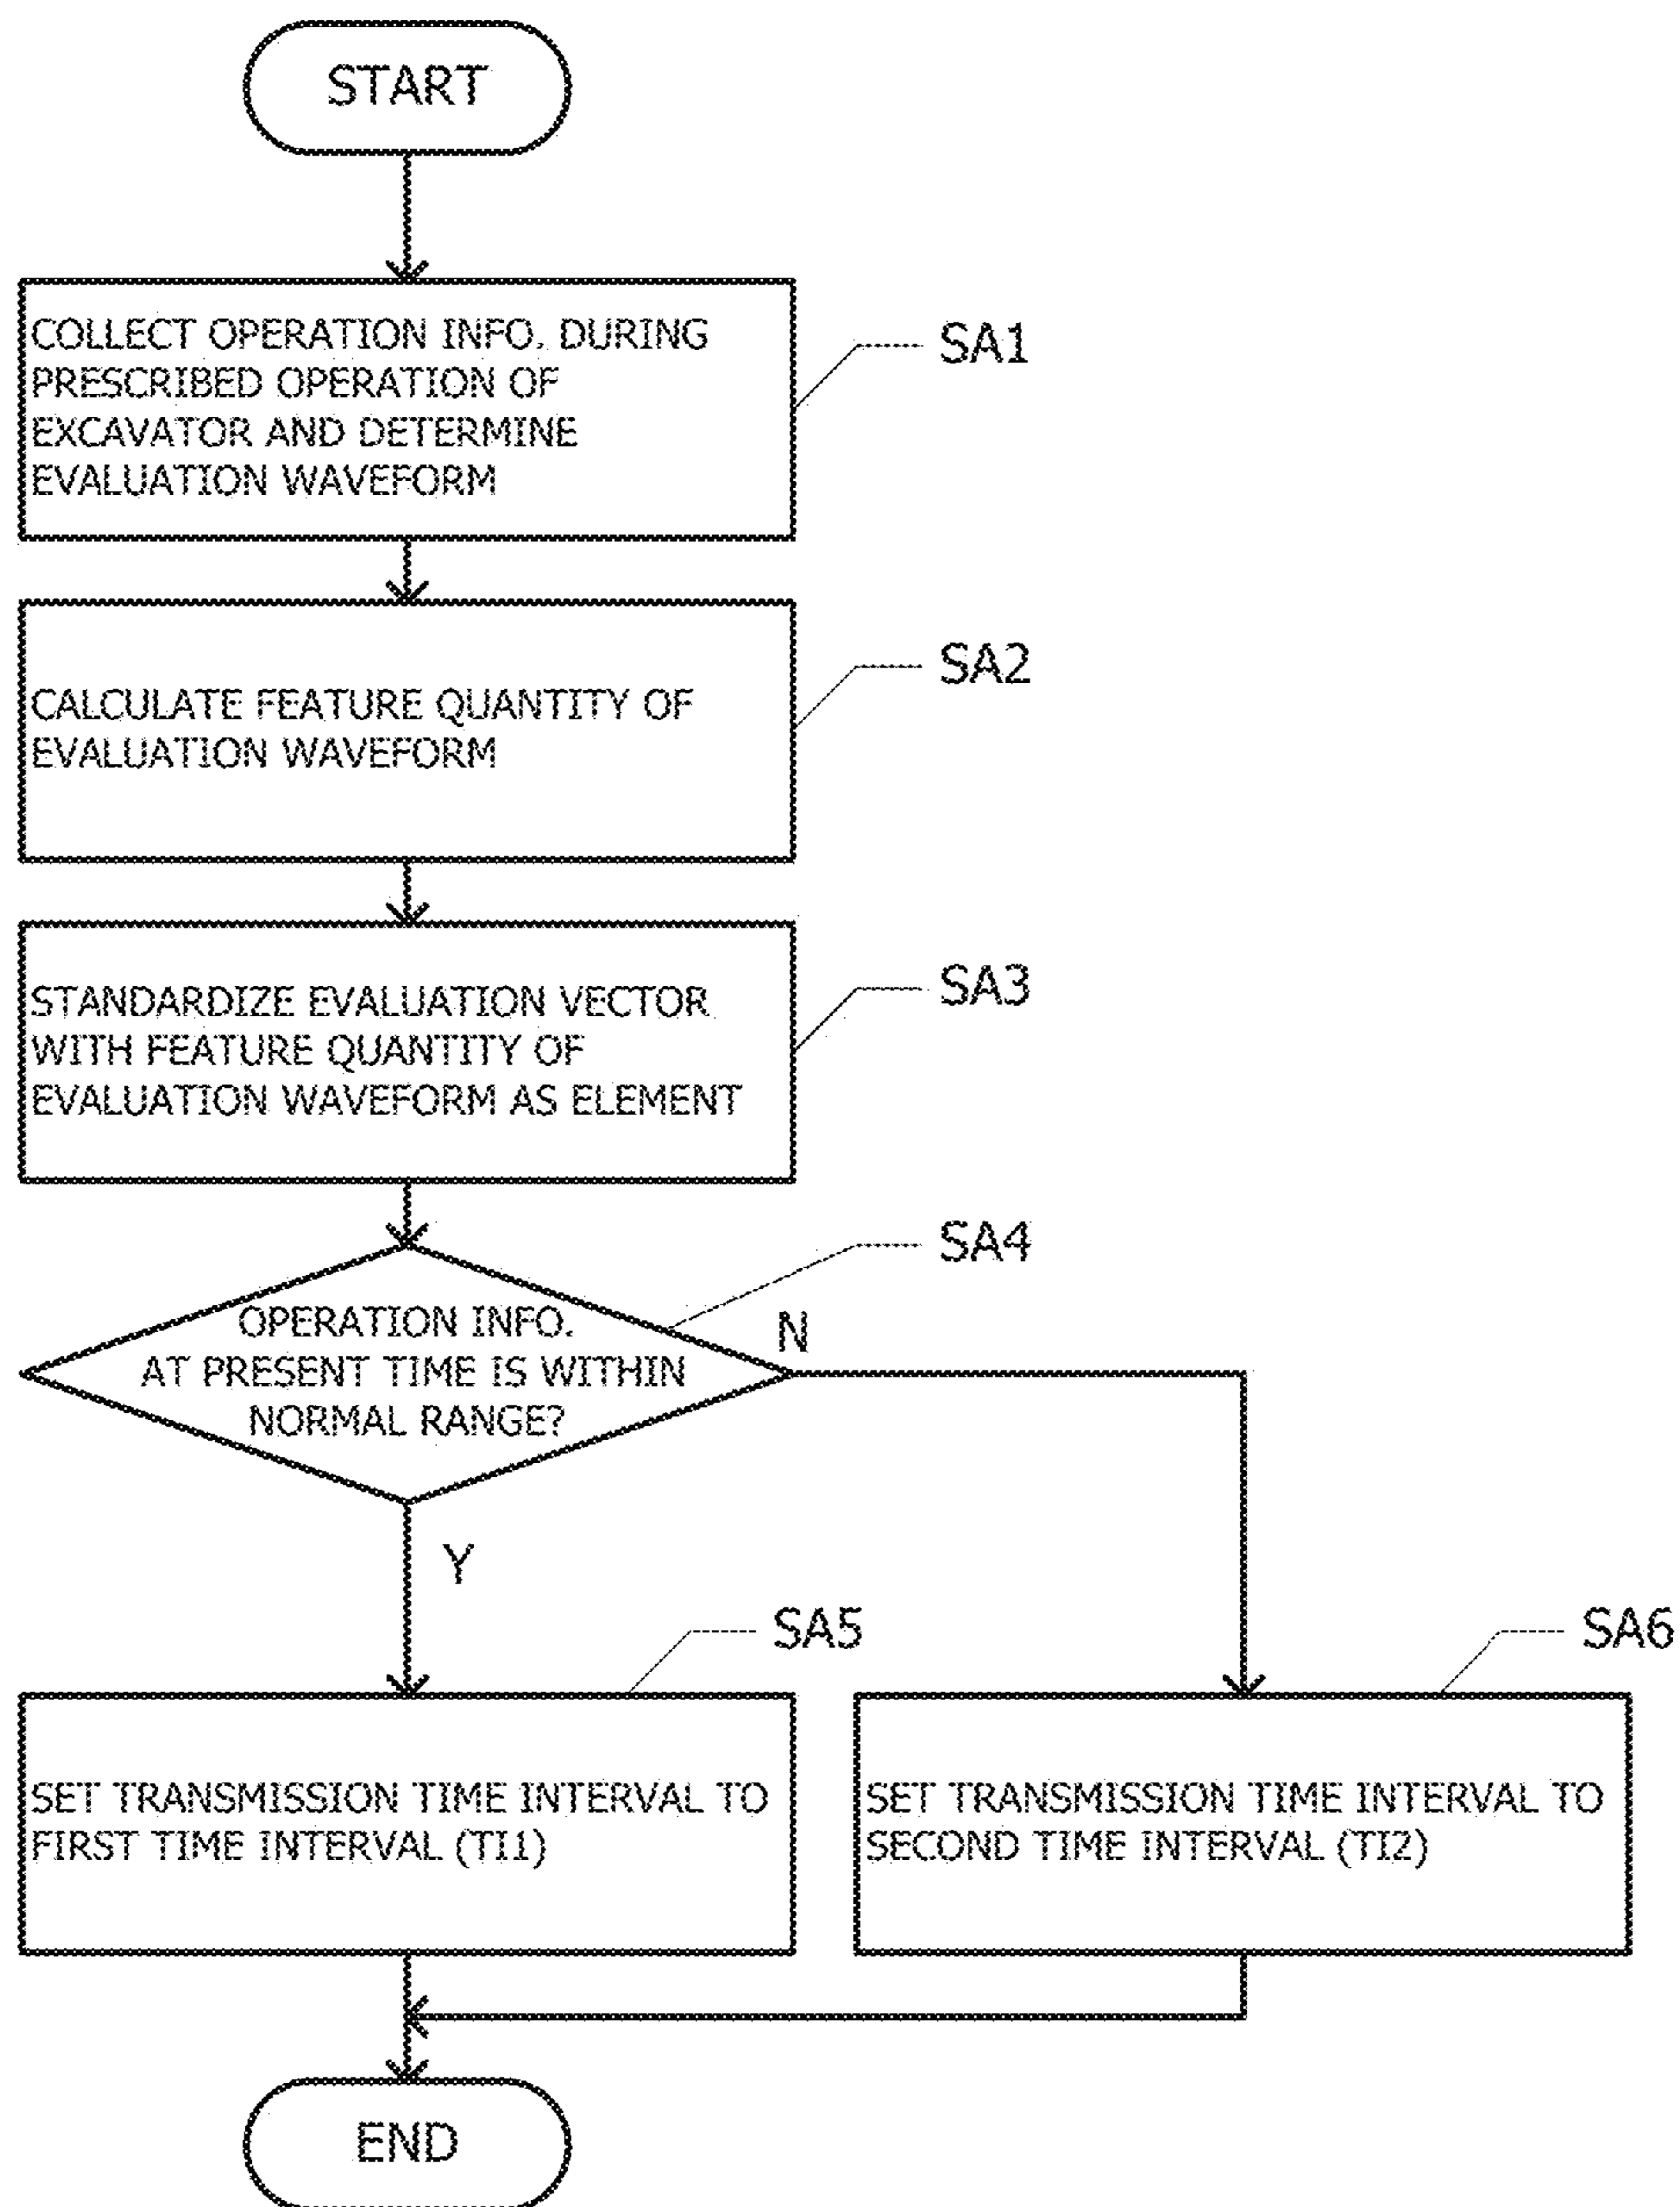 START
COLLECT OPERATION INFO. DURING
PRESCRIBED OPERATION OF
EXCAVATOR AND DETERMINE
EVALUATION WAVEFORM
SA1
CALCULATE FEATURE QUANTITY OF
EVALUATION WAVEFORM
SA2
STANDARDIZE EVALUATION VECTOR
WITH FEATURE QUANTITY OF
EVALUATION WAVEFORM AS ELEMENT
SA3
OPERATION INFO.
AT PRESENT TIME IS WITHIN
NORMAL RANGE?
SA4
N
Y
SET TRANSMISSION TIME INTERVAL TO
FIRST TIME INTERVAL (TI1)
SA5
SET TRANSMISSION TIME INTERVAL TO
SECOND TIME INTERVAL (TI2)
SA6
END